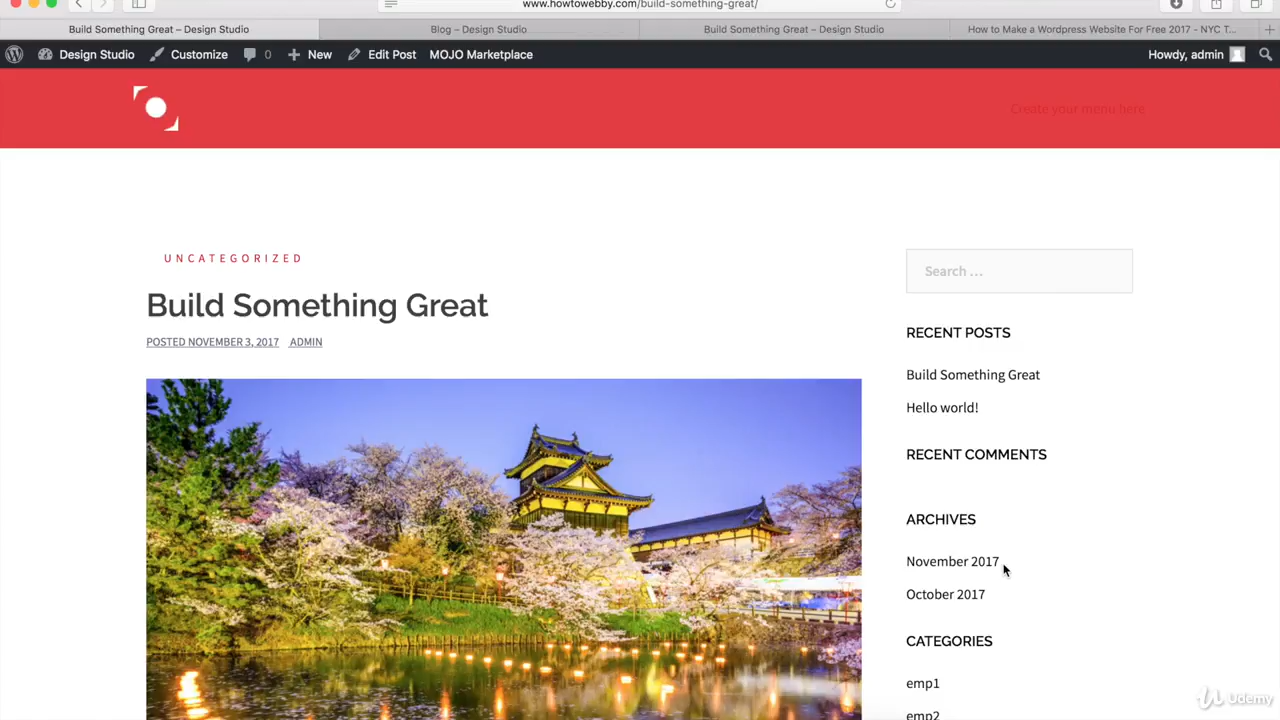 www.howtowebby.com/build-something-great/
Build Something Great – Design Studio
Blog – Design Studio
Build Something Great – Design Studio
How to Make a Wordpress Website For Free 2017 - NYC T...
Design Studio
Customize
0
New
Edit Post
MOJO Marketplace
Howdy, admin
Create your menu here
UNCATEGORIZED
Build Something Great
POSTED NOVEMBER 3, 2017 ADMIN
Search …
RECENT POSTS
Build Something Great
Hello world!
RECENT COMMENTS
ARCHIVES
November 2017
October 2017
CATEGORIES
emp1
emp2
Udemy